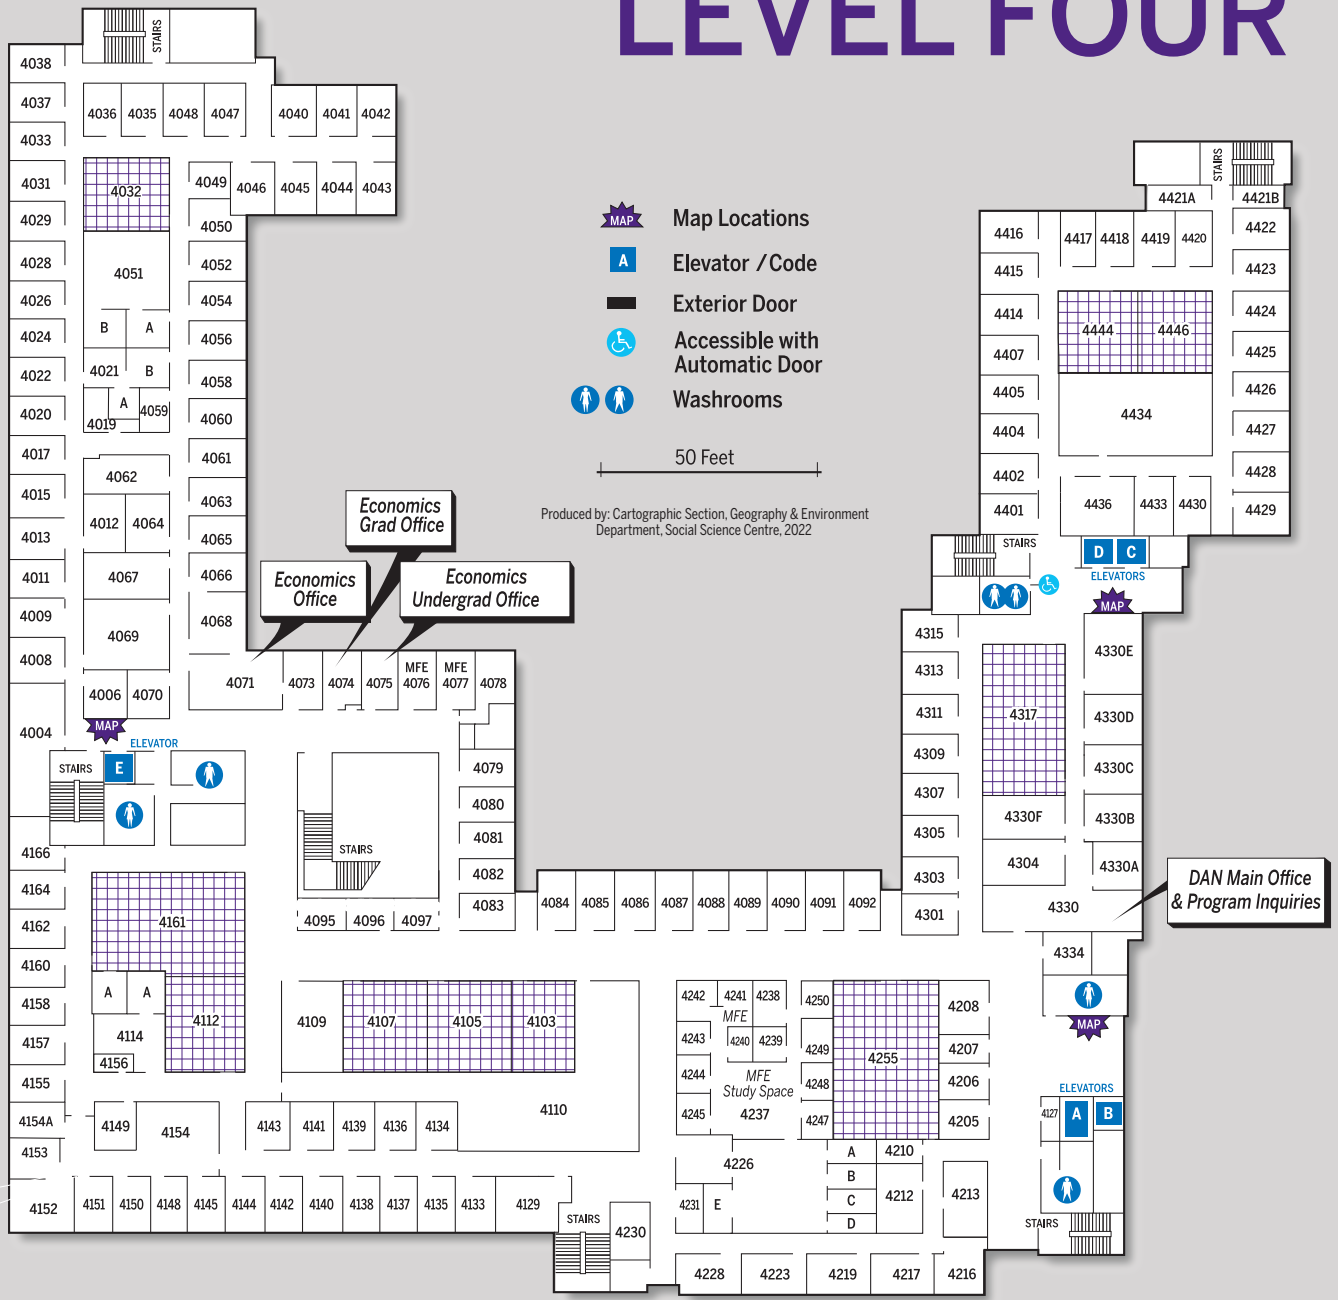 LEVEL FOUR
STAIRS
4038
4037
4033
4031
4029
4028
4026
4024
4022
4020
4017
4015
4013
4011
4009
4008
4004
4036 4035 4048 4047
4040 4041 4042
4032
4049 4046 4045 4044 4043
4050
4051
4052
4054
B A
4056
4021 B
4058
A 4059
4019
4060
4061
4062
4063
4012 4064
4065
4067
4066
4069
4068
4006 4070
MAP
ELEVATOR
E
STAIRS
Economics
Grad Office
Economics
Office
Economics
Undergrad Office
4071 4073 4074 4075
MFE
4076
MFE
4077
4078
4079
4080
4081
4082
4083
STAIRS
4095 4096 4097
4084 4085 4086 4087 4088 4089 4090 4091 4092
MAP
Map Locations
A
Elevator / Code
Exterior Door
Accessible with
Automatic Door
Washrooms
50 Feet
Produced by: Cartographic Section, Geography & Environment
Department, Social Science Centre, 2022
STAIRS
4421A 4421B
4416
4417 4418 4419 4420
4422
4415
4423
4414
4444 4446
4424
4407
4425
4405
4426
4434
4404
4427
4402
4428
4401
4436 4433 4430
4429
STAIRS
D C
ELEVATORS
MAP
4315
4313
4311
4309
4307
4305
4303
4301
4317
4330E
4330D
4330C
4330F
4330B
4304
4330A
4330
DAN Main Office
& Program Inquiries
4334
MAP
ELEVATORS
4127 A B
STAIRS
4166
4164
4162
4160
4158
4157
4155
4154A
4153
4152
4161
A A
4112
4114
4156
4149 4154
4109 4107 4105 4103
4110
4143 4141 4139 4136 4134
4151 4150 4148 4145 4144 4142 4140 4138 4137 4135 4133 4129
STAIRS
4230
4242 4241 4238
MFE
4243
4240 4239
4244
MFE
Study Space
4245
4237
4250
4249
4248
4247
4255
4208
4207
4206
4205
4226
4231 E
A
B
C
D
4210
4212
4213
4228 4223 4219 4217 4216